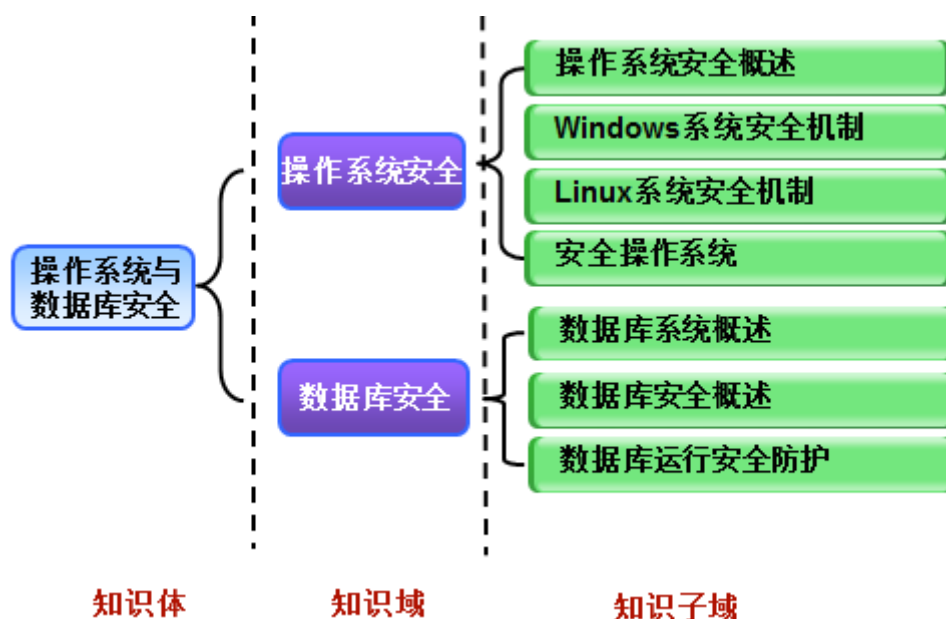 操作系统安全概述
Windows系统安全机制
操作系统安全
Linux系统安全机制
安全操作系统
操作系统与
数据库安全
数据库系统概述
数据库安全
数据库安全概述
数据库运行安全防护
知识体
知识域
知识子域